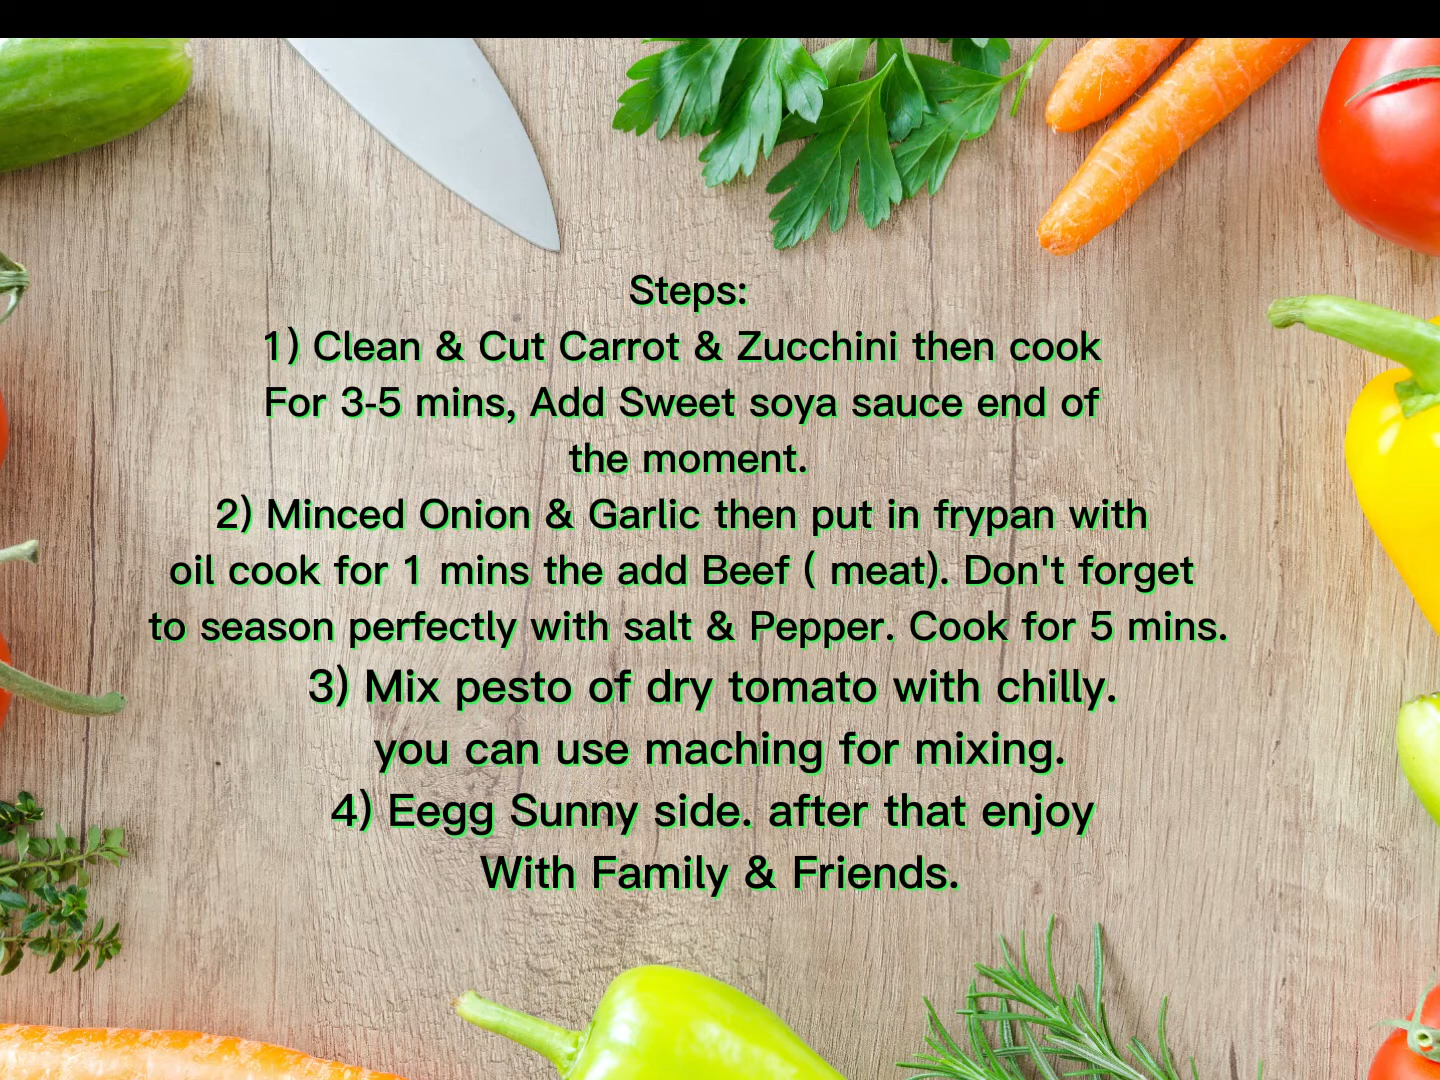 Steps:
1) Clean & Cut Carrot & Zucchini then cook
For 3-5 mins, Add Sweet soya sauce end of
the moment.
2) Minced Onion & Garlic then put in frypan with
oil cook for 1 mins the add Beef ( meat). Don't forget
to season perfectly with salt & Pepper. Cook for 5 mins.
3) Mix pesto of dry tomato with chilly.
you can use maching for mixing.
4) Eegg Sunny side. after that enjoy
With Family & Friends.